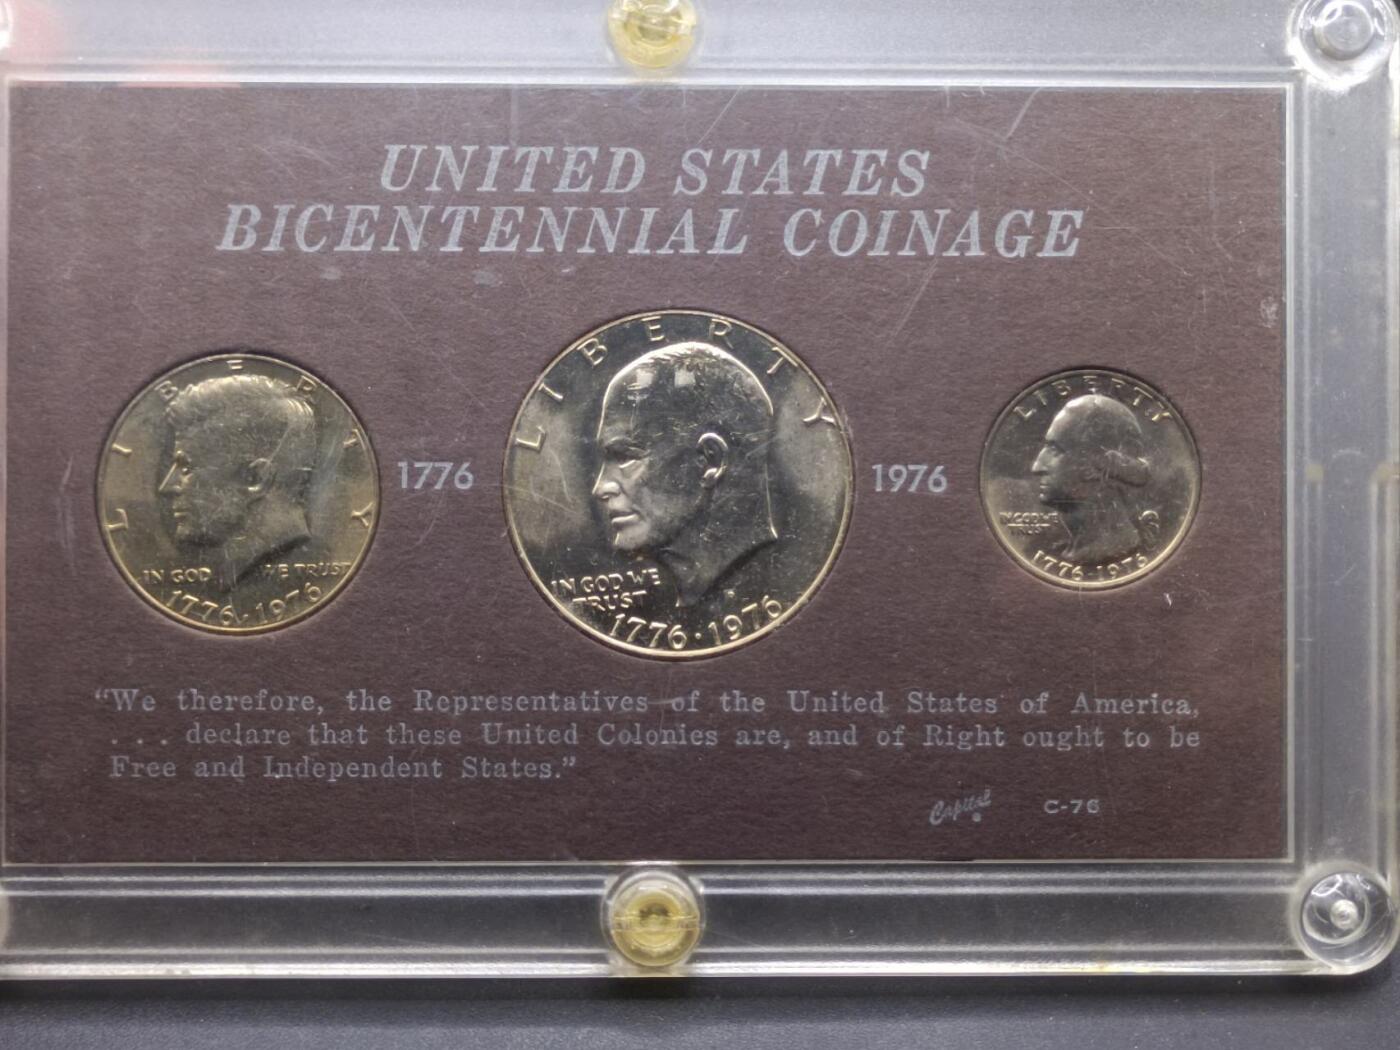 UNITED STATES
BICENTENNIAL COINAGE
LIBERTY
IN GOD WE TRUST
1776·1976
1776
LIBERTY
IN GOD WE
TRUST
1776·1976
1976
LIBERTY
IN GOD WE
TRUST
1776·1976
"We therefore, the Representatives of the United States of America,
. . . declare that these United Colonies are, and of Right ought to be
Free and Independent States."
Capital C-76